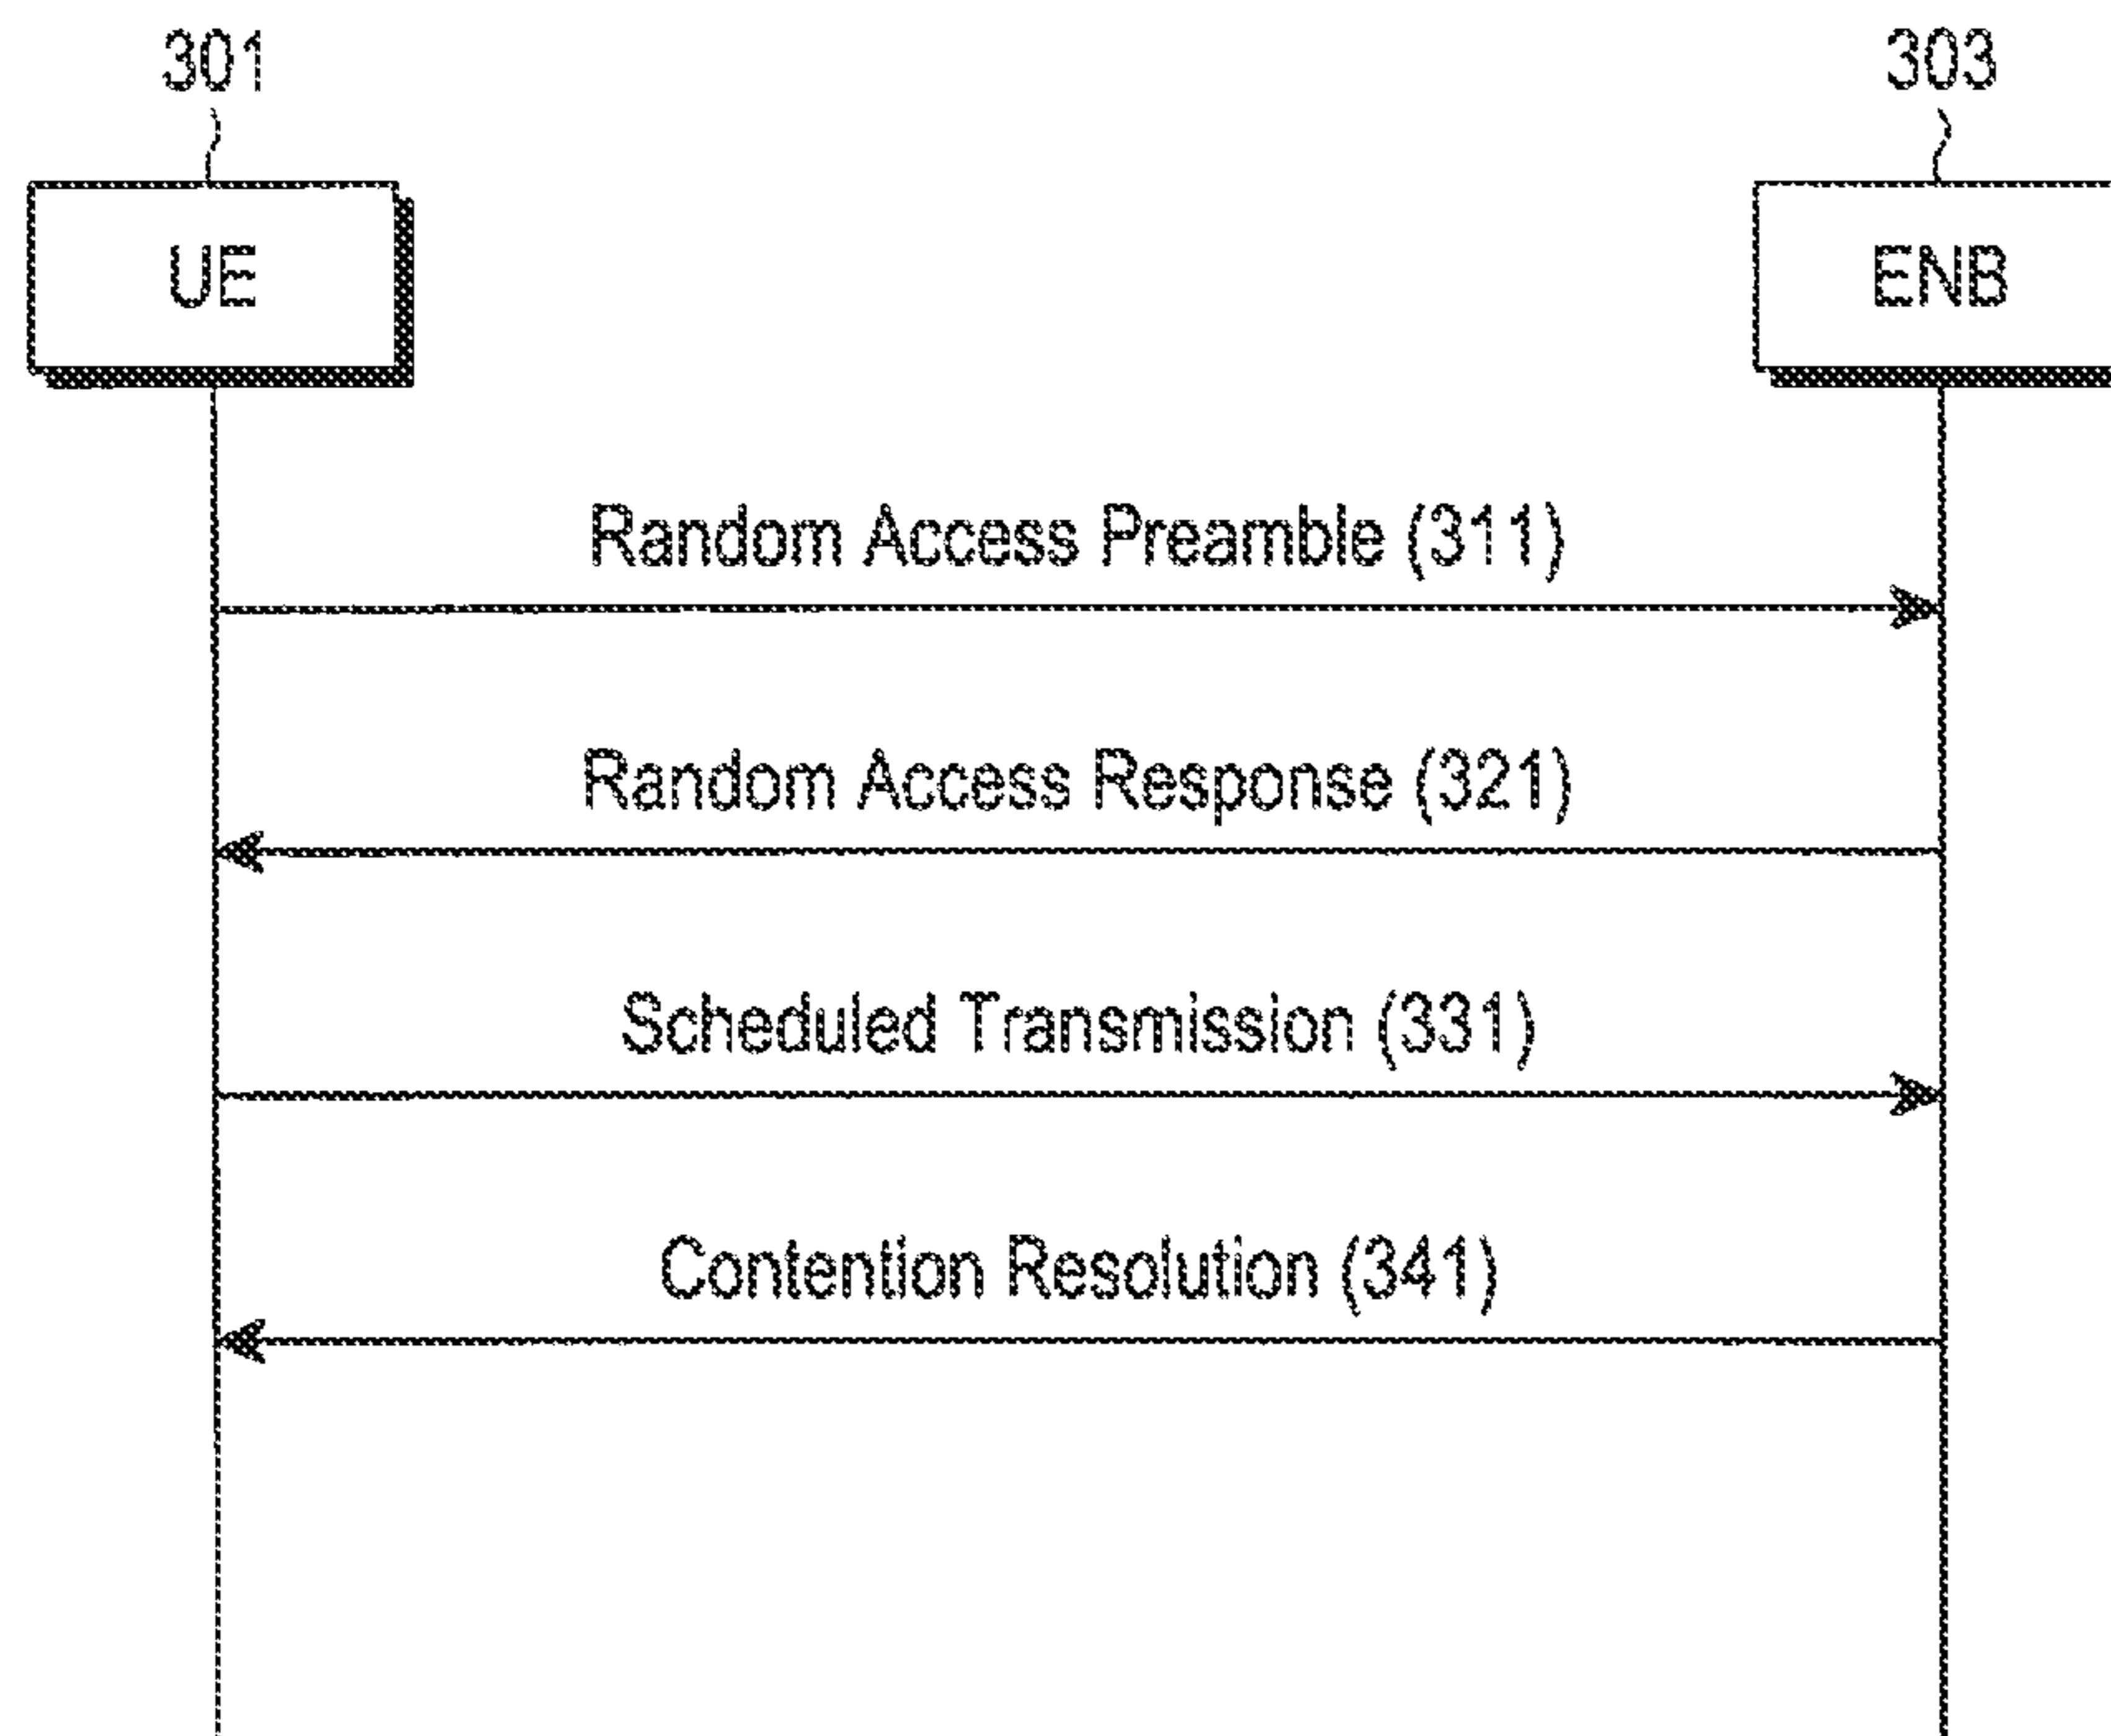 301
303
UE
ENB
Random Access Preamble (311)
Random Access Response (321)
Scheduled Transmission (331)
Contention Resolution (341)